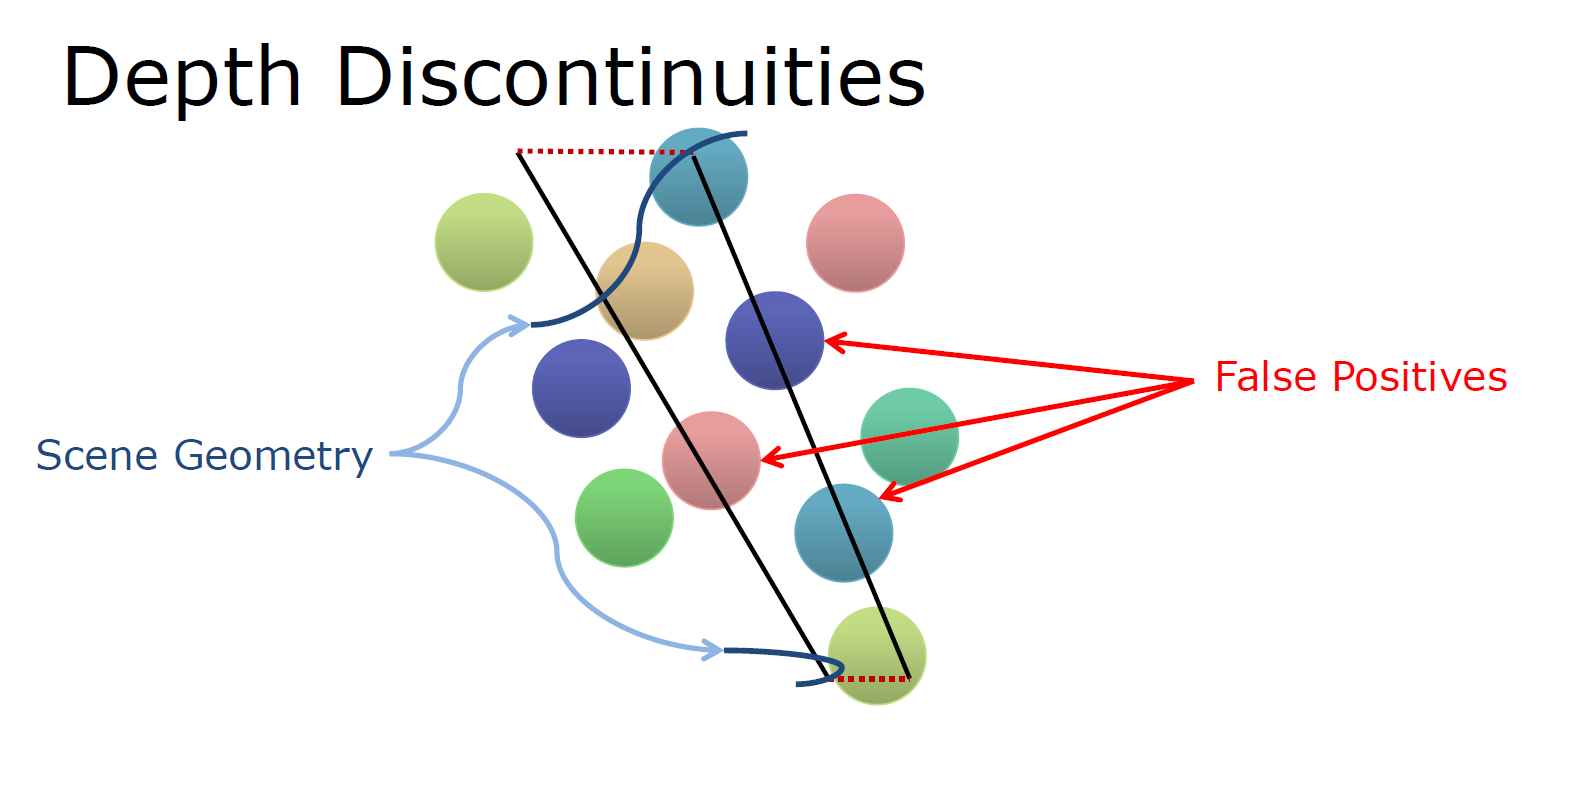 Depth Discontinuities
False Positives
Scene Geometry